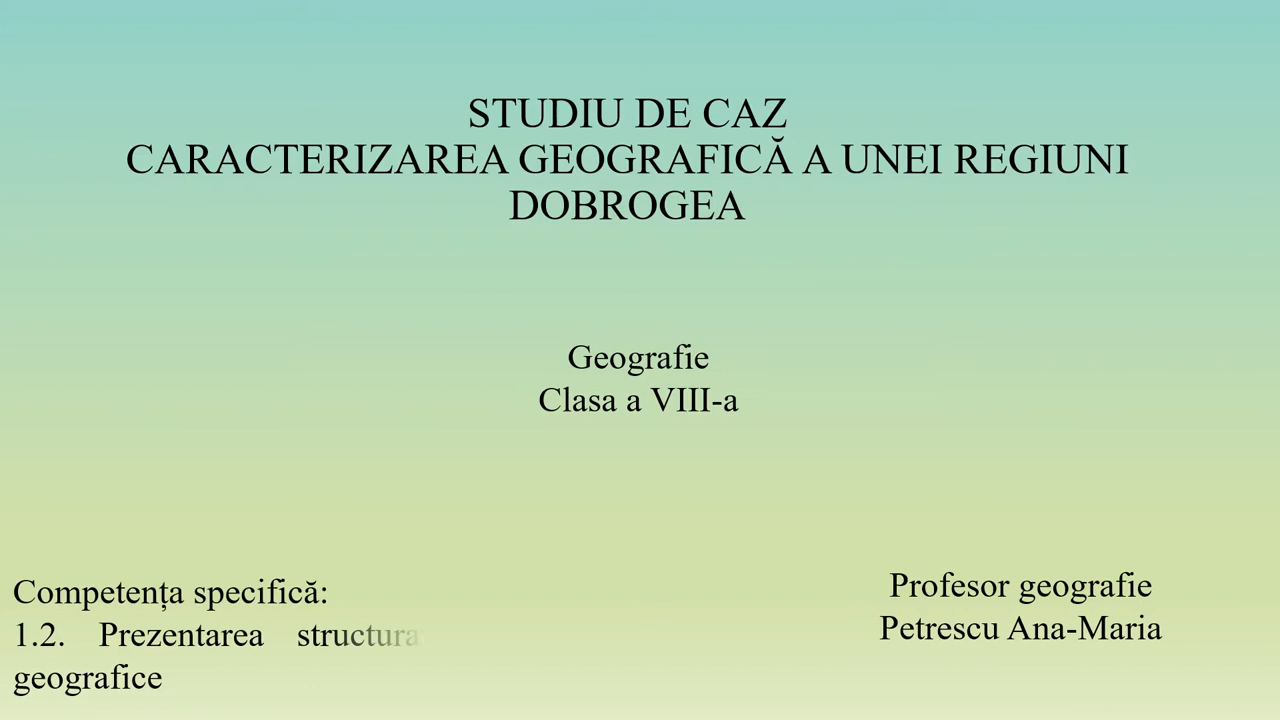 STUDIU DE CAZ
CARACTERIZAREA GEOGRAFICĂ A UNEI REGIUNI
DOBROGEA
Geografie
Clasa a VIII-a
Competența specifică:
1.2. Prezentarea structura
geografice
Profesor geografie
Petrescu Ana-Maria